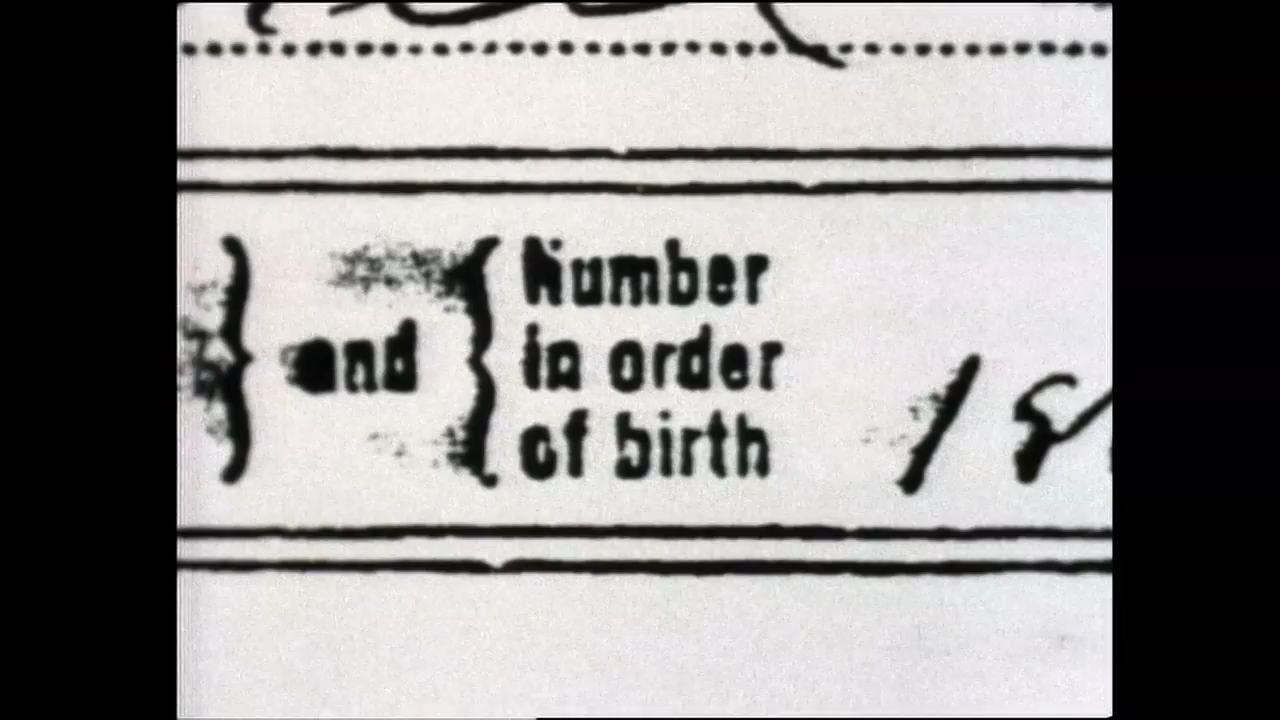 Number
and in order
of birth